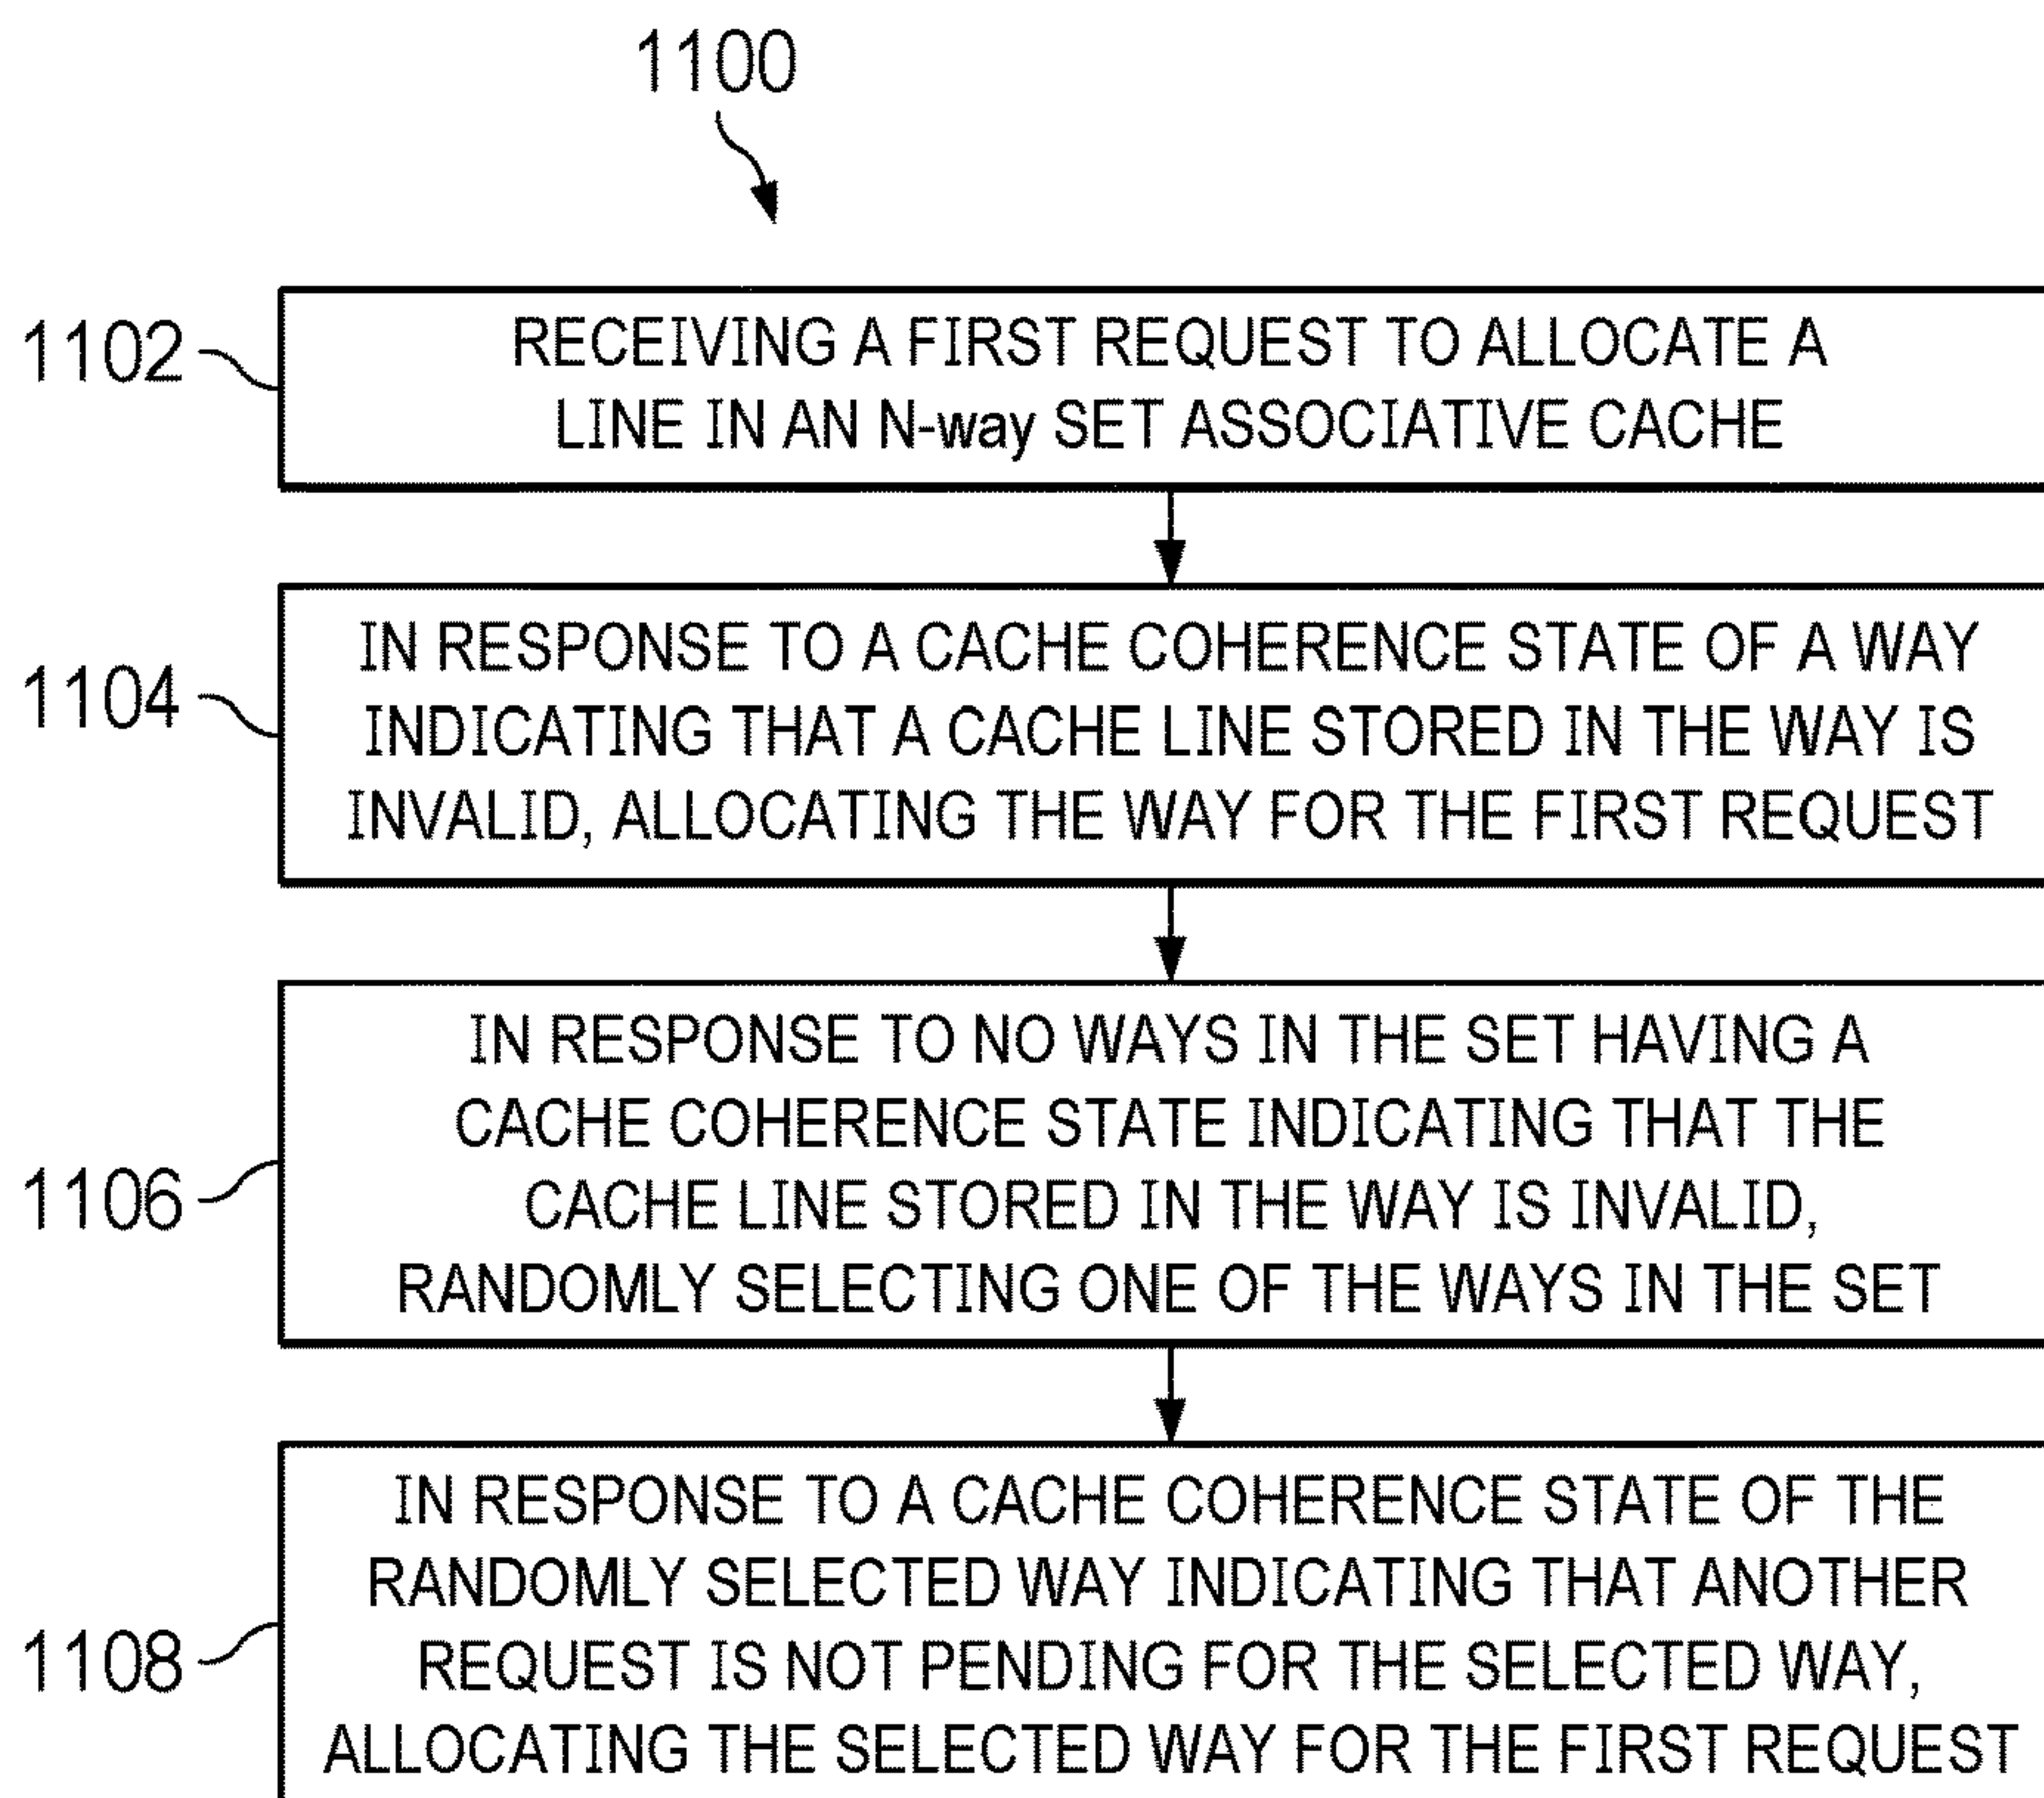 1100
1102
RECEIVING A FIRST REQUEST TO ALLOCATE A
LINE IN AN N-way SET ASSOCIATIVE CACHE
1104
IN RESPONSE TO A CACHE COHERENCE STATE OF A WAY
INDICATING THAT A CACHE LINE STORED IN THE WAY IS
INVALID, ALLOCATING THE WAY FOR THE FIRST REQUEST
1106
IN RESPONSE TO NO WAYS IN THE SET HAVING A
CACHE COHERENCE STATE INDICATING THAT THE
CACHE LINE STORED IN THE WAY IS INVALID,
RANDOMLY SELECTING ONE OF THE WAYS IN THE SET
1108
IN RESPONSE TO A CACHE COHERENCE STATE OF THE
RANDOMLY SELECTED WAY INDICATING THAT ANOTHER
REQUEST IS NOT PENDING FOR THE SELECTED WAY,
ALLOCATING THE SELECTED WAY FOR THE FIRST REQUEST